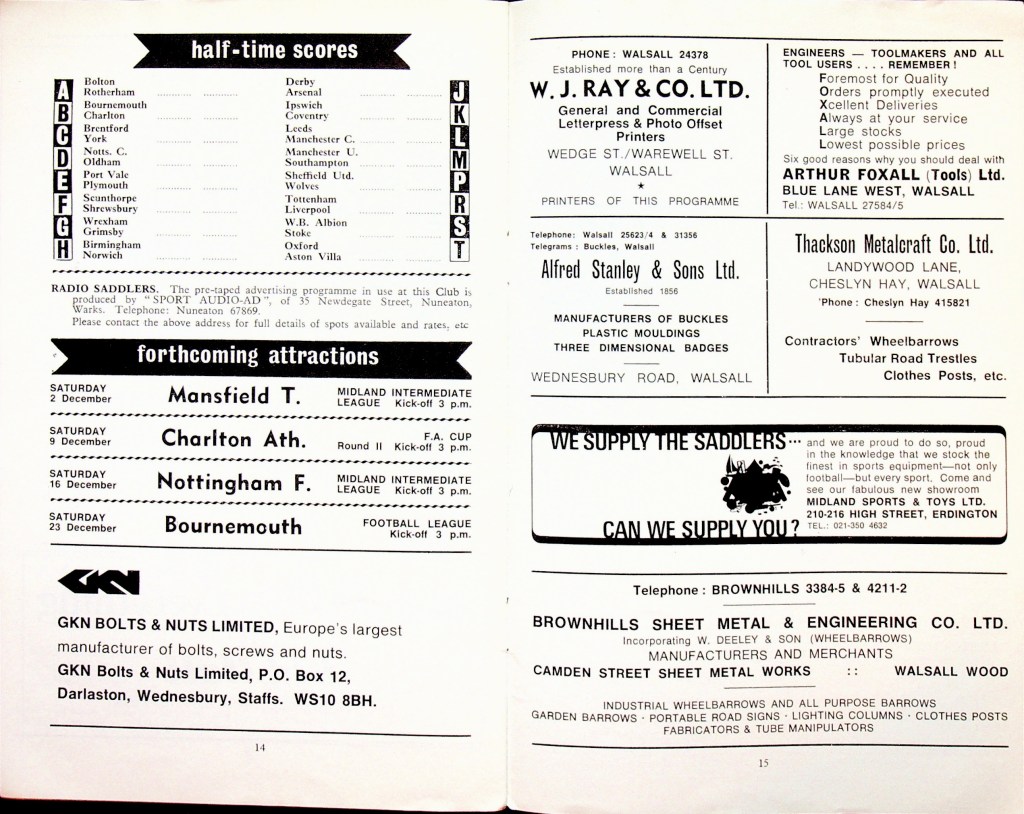 half-time scores
A
Bolton
Rotherham
B
Bournemouth
Charlton
C
Brentford
York
D
Notts. C.
Oldham
E
Port Vale
Plymouth
F
Scunthorpe
Shrewsbury
G
Wrexham
Grimsby
H
Birmingham
Norwich
Derby
Arsenal
J
Ipswich
Coventry
K
Leeds
Manchester C.
L
Manchester U.
Southampton
M
Sheffield Utd.
Wolves
P
Tottenham
Liverpool
R
W.B. Albion
Stoke
S
Oxford
Aston Villa
T
RADIO SADDLERS. The pre-taped advertising programme in use at this Club is
produced by "SPORT AUDIO-AD", of 35 Newdegate Street, Nuneaton,
Warks. Telephone: Nuneaton 67869.
Please contact the above address for full details of spots available and rates, etc
forthcoming attractions
SATURDAY
2 December
Mansfield T.
MIDLAND INTERMEDIATE
LEAGUE Kick-off 3 p.m.
SATURDAY
9 December
Charlton Ath.
F.A. CUP
Round II Kick-off 3 p.m.
SATURDAY
16 December
Nottingham F.
MIDLAND INTERMEDIATE
LEAGUE Kick-off 3 p.m.
SATURDAY
23 December
Bournemouth
FOOTBALL LEAGUE
Kick-off 3 p.m.
GKN
GKN BOLTS & NUTS LIMITED, Europe's largest
manufacturer of bolts, screws and nuts.
GKN Bolts & Nuts Limited, P.O. Box 12,
Darlaston, Wednesbury, Staffs. WS10 8BH.
14
PHONE: WALSALL 24378
Established more than a Century
W. J. RAY & CO. LTD.
General and Commercial
Letterpress & Photo Offset
Printers
WEDGE ST./WAREWELL ST.
WALSALL
★
PRINTERS OF THIS PROGRAMME
ENGINEERS — TOOLMAKERS AND ALL
TOOL USERS . . . . REMEMBER!
Foremost for Quality
Orders promptly executed
Xcellent Deliveries
Always at your service
Large stocks
Lowest possible prices
Six good reasons why you should deal with
ARTHUR FOXALL (Tools) Ltd.
BLUE LANE WEST, WALSALL
Tel.: WALSALL 27584/5
Telephone: Walsall 25623/4 & 31356
Telegrams: Buckles, Walsall
Alfred Stanley & Sons Ltd.
Established 1856
MANUFACTURERS OF BUCKLES
PLASTIC MOULDINGS
THREE DIMENSIONAL BADGES
WEDNESBURY ROAD, WALSALL
Thackson Metalcraft Co. Ltd.
LANDYWOOD LANE,
CHESLYN HAY, WALSALL
'Phone: Cheslyn Hay 415821
Contractors' Wheelbarrows
Tubular Road Trestles
Clothes Posts, etc.
WE SUPPLY THE SADDLERS...
CAN WE SUPPLY YOU?
and we are proud to do so, proud
in the knowledge that we stock the
finest in sports equipment—not only
football—but every sport. Come and
see our fabulous new showroom
MIDLAND SPORTS & TOYS LTD.
210-216 HIGH STREET, ERDINGTON
TEL.: 021-350 4632
Telephone: BROWNHILLS 3384-5 & 4211-2
BROWNHILLS SHEET METAL & ENGINEERING CO. LTD.
Incorporating W. DEELEY & SON (WHEELBARROWS)
MANUFACTURERS AND MERCHANTS
CAMDEN STREET SHEET METAL WORKS :: WALSALL WOOD
INDUSTRIAL WHEELBARROWS AND ALL PURPOSE BARROWS
GARDEN BARROWS · PORTABLE ROAD SIGNS · LIGHTING COLUMNS · CLOTHES POSTS
FABRICATORS & TUBE MANIPULATORS
15